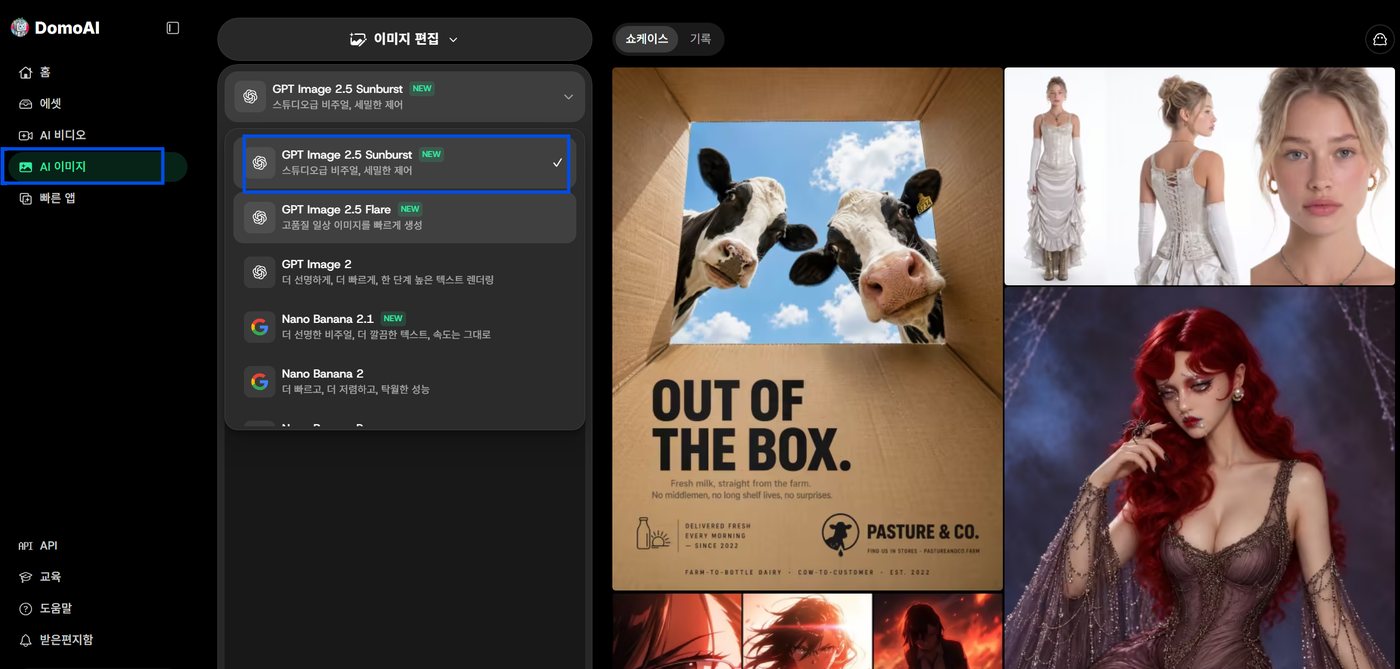 DomoAI
홈
에셋
AI 비디오
AI 이미지
빠른 앱
API API
교육
도움말
받은편지함
이미지 편집
GPT Image 2.5 Sunburst NEW
스튜디오급 비주얼, 세밀한 제어
GPT Image 2.5 Sunburst NEW
스튜디오급 비주얼, 세밀한 제어
GPT Image 2.5 Flare NEW
고품질 일상 이미지를 빠르게 생성
GPT Image 2
더 선명하게, 더 빠르게, 한 단계 높은 텍스트 렌더링
Nano Banana 2.1 NEW
더 선명한 비주얼, 더 깔끔한 텍스트, 속도는 그대로
Nano Banana 2
더 빠르고, 더 저렴하고, 탁월한 성능
쇼케이스 기록
OUT OF
THE BOX.
Fresh milk, straight from the farm.
No middlemen, no long shelf lives, no surprises.
DELIVERED FRESH
EVERY MORNING
— SINCE 2022
PASTURE & CO.
FIND US IN STORES · PASTUREANDCO.FARM
FARM-TO-BOTTLE DAIRY · COW-TO-CUSTOMER · EST. 2022